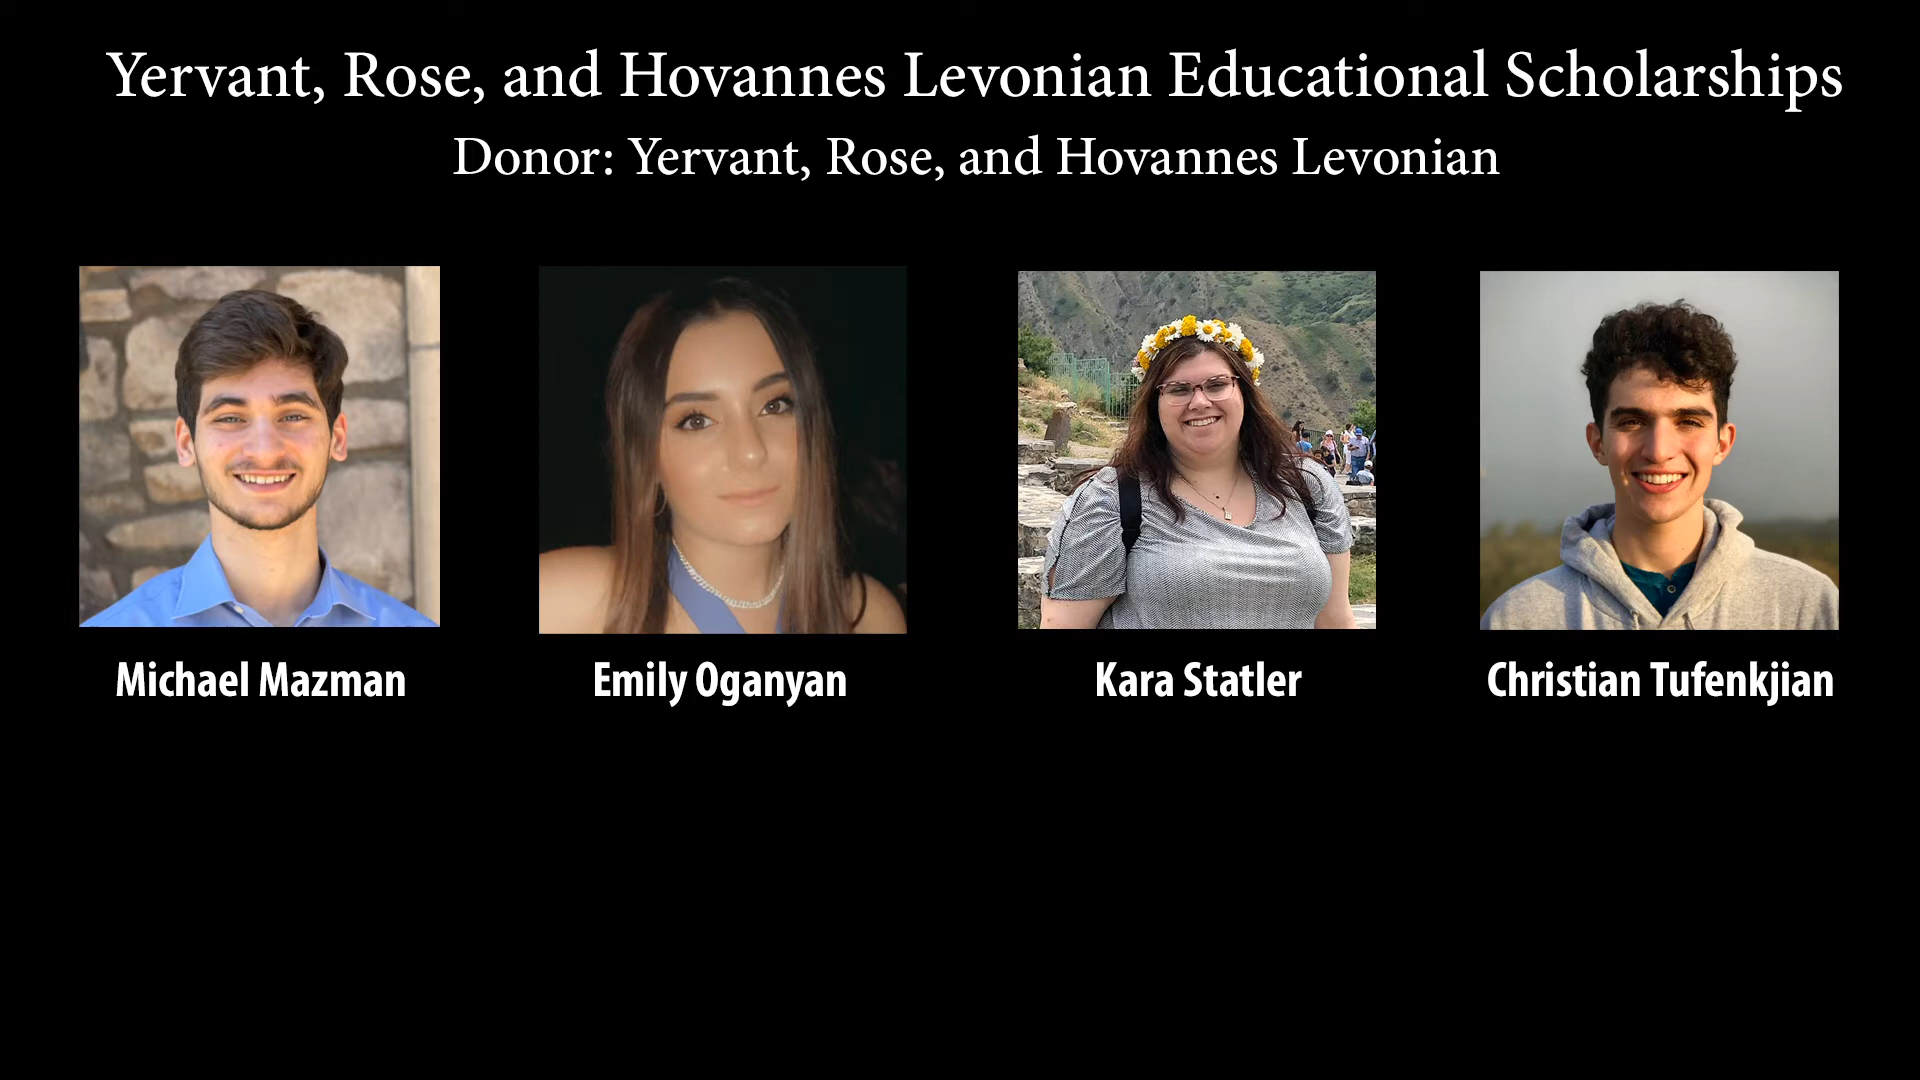 Yervant, Rose, and Hovannes Levonian Educational Scholarships
Donor: Yervant, Rose, and Hovannes Levonian
Michael Mazman
Emily Oganyan
Kara Statler
Christian Tufenkjian